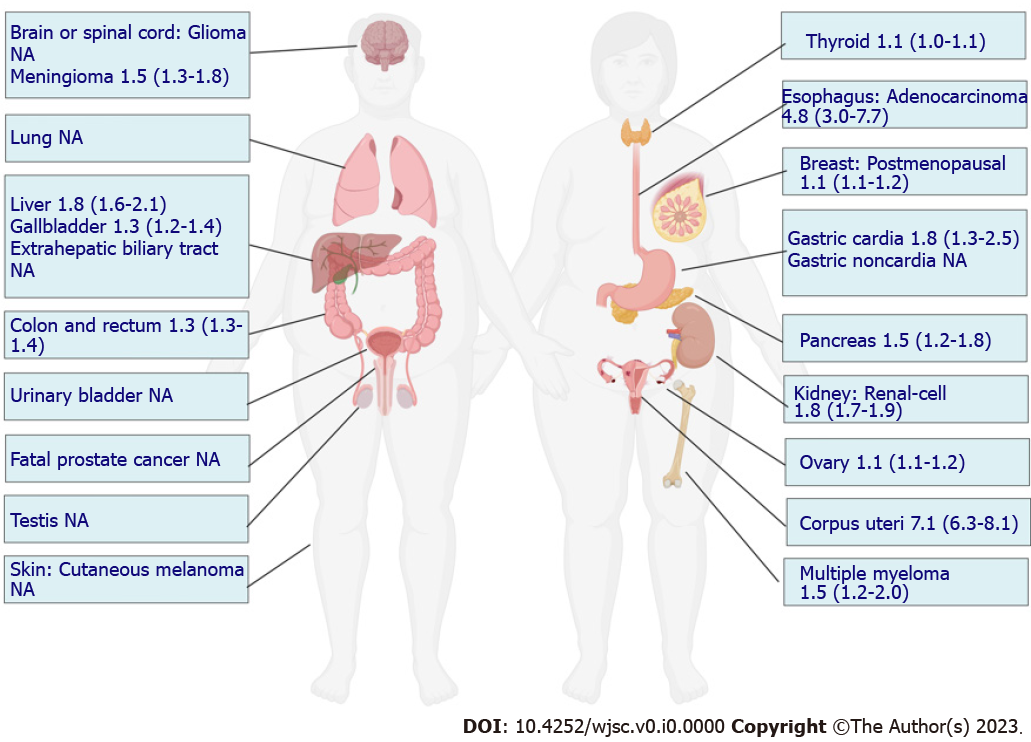 Brain or spinal cord: Glioma
NA
Meningioma 1.5 (1.3-1.8)
Lung NA
Liver 1.8 (1.6-2.1)
Gallbladder 1.3 (1.2-1.4)
Extrahepatic biliary tract
NA
Colon and rectum 1.3 (1.3-
1.4)
Urinary bladder NA
Fatal prostate cancer NA
Testis NA
Skin: Cutaneous melanoma
NA
Thyroid 1.1 (1.0-1.1)
Esophagus: Adenocarcinoma
4.8 (3.0-7.7)
Breast: Postmenopausal
1.1 (1.1-1.2)
Gastric cardia 1.8 (1.3-2.5)
Gastric noncardia NA
Pancreas 1.5 (1.2-1.8)
Kidney: Renal-cell
1.8 (1.7-1.9)
Ovary 1.1 (1.1-1.2)
Corpus uteri 7.1 (6.3-8.1)
Multiple myeloma
1.5 (1.2-2.0)
DOI: 10.4252/wjsc.v0.i0.0000 Copyright ©The Author(s) 2023.